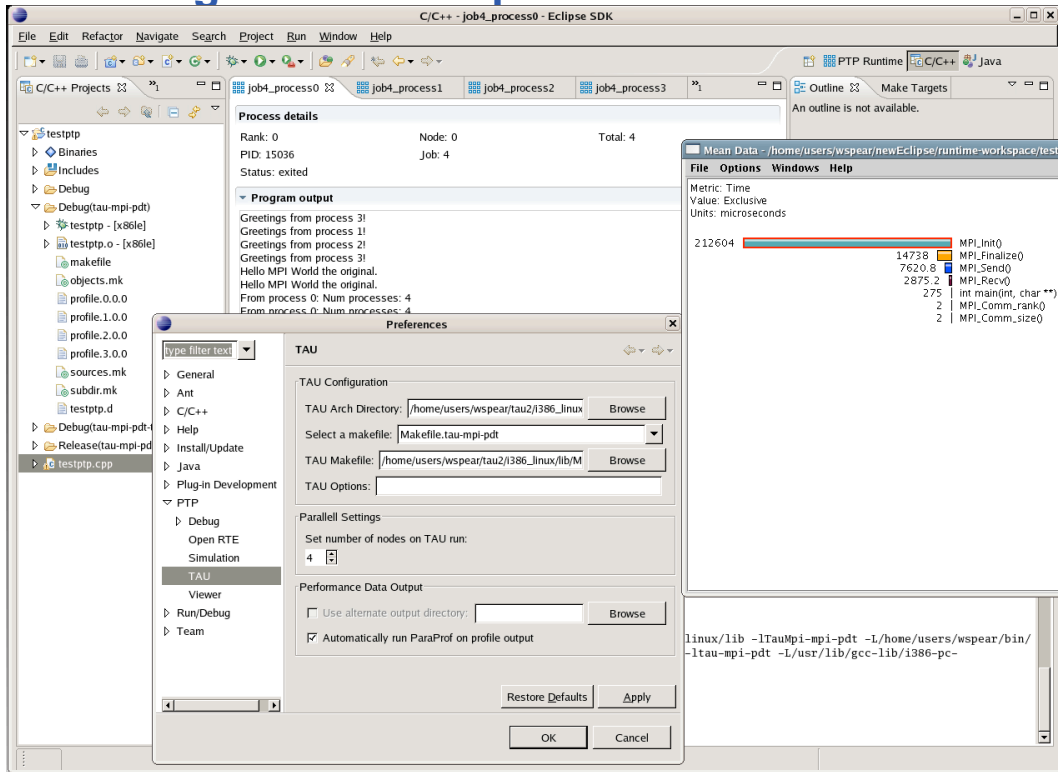 C/C++ - job4_process0 - Eclipse SDK
File Edit Refactor Navigate Search Project Run Window Help
PTP Runtime C/C++ Java
C/C++ Projects »1
testptp
Binaries
Includes
Debug
Debug(tau-mpi-pdt)
testptp - [x86le]
testptp.o - [x86le]
makefile
objects.mk
profile.0.0.0
profile.1.0.0
profile.2.0.0
profile.3.0.0
sources.mk
subdir.mk
testptp.d
Debug(tau-mpi-pdt-t
Release(tau-mpi-pd
testptp.cpp
job4_process0 job4_process1 job4_process2 job4_process3 »1
Process details
Rank: 0 Node: 0 Total: 4
PID: 15036 Job: 4
Status: exited
Program output
Greetings from process 3!
Greetings from process 1!
Greetings from process 2!
Greetings from process 3!
Hello MPI World the original.
Hello MPI World the original.
From process 0: Num processes: 4
From process 0: Num processes: 4
Outline Make Targets
An outline is not available.
Mean Data - /home/users/wspear/newEclipse/runtime-workspace/test
File Options Windows Help
Metric: Time
Value: Exclusive
Units: microseconds
212604 MPI_Init()
14738 MPI_Finalize()
7620.8 MPI_Send()
2875.2 MPI_Recv()
275 int main(int, char **)
2 MPI_Comm_rank()
2 MPI_Comm_size()
Preferences
type filter text
General
Ant
C/C++
Help
Install/Update
Java
Plug-in Development
PTP
Debug
Open RTE
Simulation
TAU
Viewer
Run/Debug
Team
TAU
TAU Configuration
TAU Arch Directory: /home/users/wspear/tau2/i386_linux Browse
Select a makefile: Makefile.tau-mpi-pdt
TAU Makefile: /home/users/wspear/tau2/i386_linux/lib/M Browse
TAU Options:
Parallell Settings
Set number of nodes on TAU run:
4
Performance Data Output
Use alternate output directory: Browse
Automatically run ParaProf on profile output
Restore Defaults Apply
OK Cancel
linux/lib -lTauMpi-mpi-pdt -L/home/users/wspear/bin/
-ltau-mpi-pdt -L/usr/lib/gcc-lib/i386-pc-